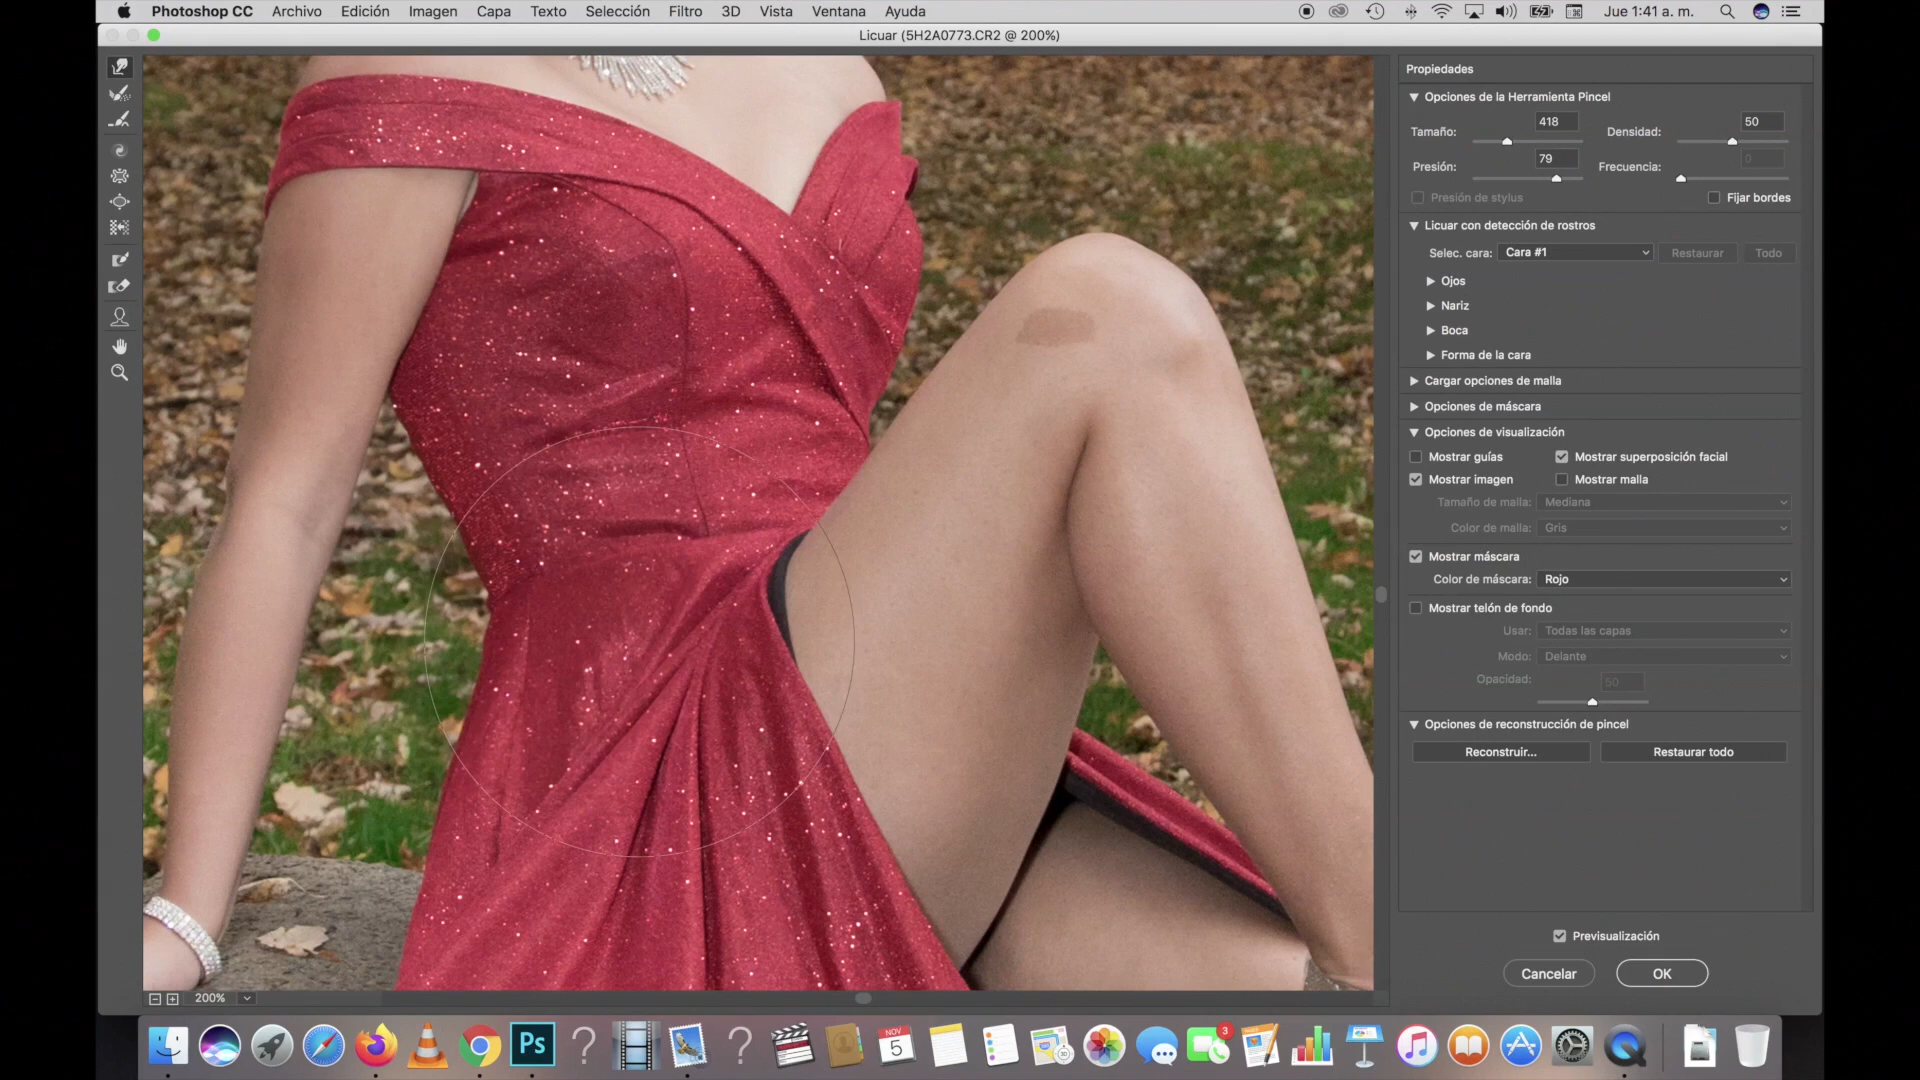 Photoshop CC Archivo Edición Imagen Capa Texto Selección Filtro 3D Vista Ventana Ayuda Jue 1:41 a. m.
Licuar (5H2A0773.CR2 @ 200%)
Propiedades
Opciones de la Herramienta Pincel
Tamaño: 418 Densidad: 50
Presión: 79 Frecuencia: 0
Presión de stylus Fijar bordes
Licuar con detección de rostros
Selec. cara: Cara #1 Restaurar Todo
Ojos
Nariz
Boca
Forma de la cara
Cargar opciones de malla
Opciones de máscara
Opciones de visualización
Mostrar guías Mostrar superposición facial
Mostrar imagen Mostrar malla
Tamaño de malla: Mediana
Color de malla: Gris
Mostrar máscara
Color de máscara: Rojo
Mostrar telón de fondo
Usar: Todas las capas
Modo: Delante
Opacidad: 50
Opciones de reconstrucción de pincel
Reconstruir... Restaurar todo
Previsualización
Cancelar OK
200%
Ps
NOV
5
3